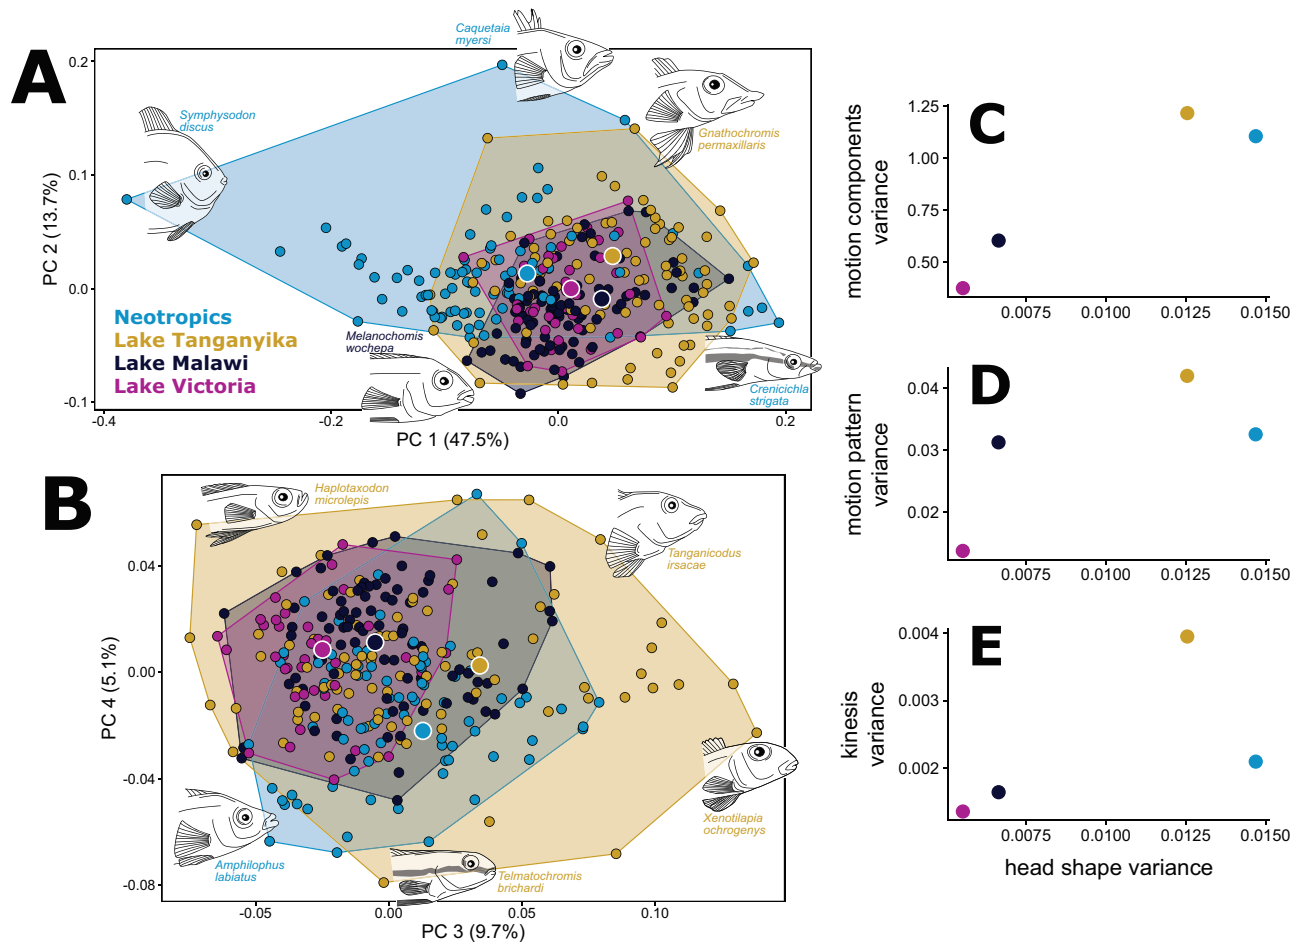 A
Caquetaia
myersi
Symphysodon
discus
Gnathochromis
permaxillaris
0.2
0.1
0.0
-0.1
PC 2 (13.7%)
Neotropics
Lake Tanganyika
Lake Malawi
Lake Victoria
Melanochomis
wochepa
Crenicichla
strigata
-0.4
-0.2
0.0
0.2
PC 1 (47.5%)
B
Haplotaxodon
microlepis
Tanganicodus
irsacae
0.04
0.00
-0.04
-0.08
PC 4 (5.1%)
Xenotilapia
ochrogenys
Amphilophus
labiatus
Telmatochromis
brichardi
-0.05
0.00
0.05
0.10
PC 3 (9.7%)
C
motion components
variance
1.25
1.00
0.75
0.50
0.0075
0.0100
0.0125
0.0150
D
motion pattern
variance
0.04
0.03
0.02
0.0075
0.0100
0.0125
0.0150
E
kinesis
variance
0.004
0.003
0.002
0.0075
0.0100
0.0125
0.0150
head shape variance